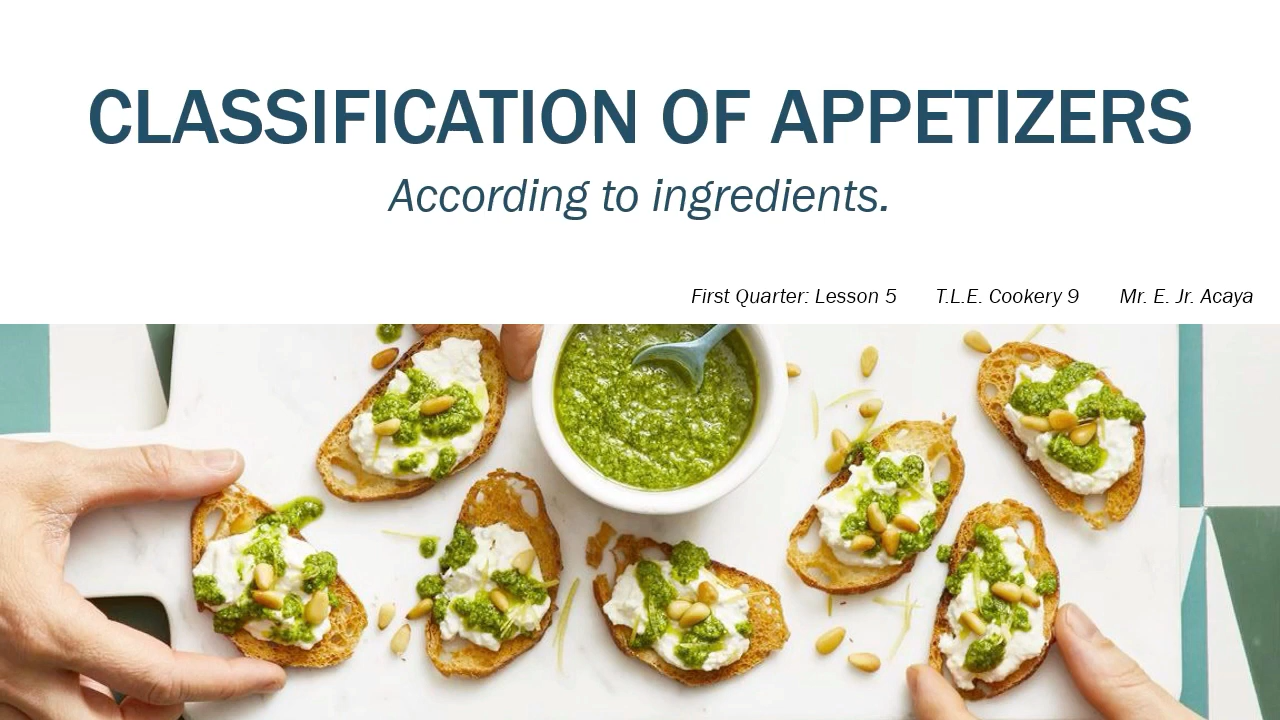 CLASSIFICATION OF APPETIZERS
According to ingredients.
First Quarter: Lesson 5 T.L.E. Cookery 9 Mr. E. Jr. Acaya